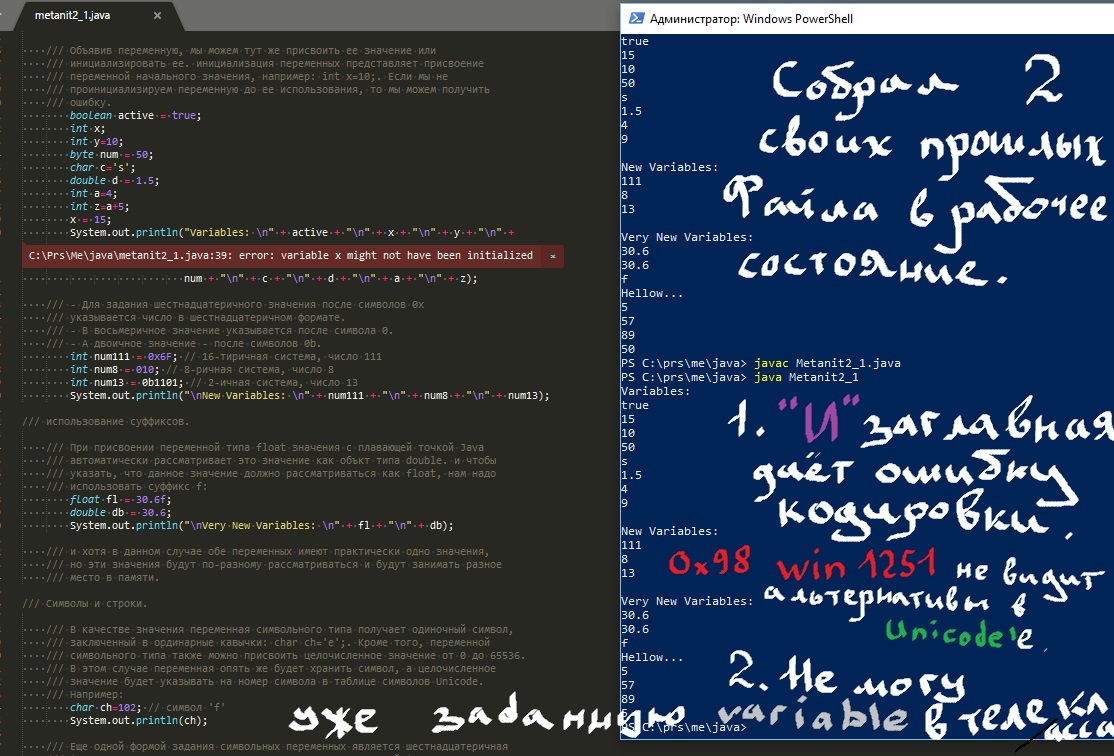 metanit2_1.java ×
/// Объявив переменную, мы можем тут же присвоить ее значение или
/// инициализировать ее. инициализация переменных представляет присвоение
/// переменной начального значения, например: int x=10;. Если мы не
/// проинициализируем переменную до ее использования, то мы можем получить
/// ошибку.
boolean active = true;
int x;
int y=10;
byte num = 50;
char c='s';
double d = 1.5;
int a=4;
int z=a+5;
x = 15;
System.out.println("Variables: \n" + active + "\n" + x + "\n" + y + "\n" +
C:\Prs\Me\java\metanit2_1.java:39: error: variable x might not have been initialized ×
num + "\n" + c + "\n" + d + "\n" + a + "\n" + z);
/// - Для задания шестнадцатеричного значения после символов 0x
/// указывается число в шестнадцатеричном формате.
/// - В восьмеричное значение указывается после символа 0.
/// - А двоичное значение - после символов 0b.
int num111 = 0x6F; // 16-тиричная система, число 111
int num8 = 010; // 8-ричная система, число 8
int num13 = 0b1101; // 2-ичная система, число 13
System.out.println("\nNew Variables: \n" + num111 + "\n" + num8 + "\n" + num13);
/// использование суффиксов.
/// При присвоении переменной типа float значения с плавающей точкой Java
/// автоматически рассматривает это значение как объкт типа double. и чтобы
/// указать, что данное значение должно рассматриваться как float, нам надо
/// использовать суффикс f:
float fl = 30.6f;
double db = 30.6;
System.out.println("\nVery New Variables: \n" + fl + "\n" + db);
/// и хотя в данном случае обе переменных имеют практически одно значения,
/// но эти значения будут по-разному рассматриваться и будут занимать разное
/// место в памяти.
/// Символы и строки.
/// В качестве значения переменная символьного типа получает одиночный символ,
/// заключенный в ординарные кавычки: char ch='e';. Кроме того, переменной
/// символьного типа также можно присвоить целочисленное значение от 0 до 65536.
/// В этом случае переменная опять же будет хранить символ, а целочисленное
/// значение будет указывать на номер символа в таблице символов Unicode.
/// Например:
char ch=102; // символ 'f'
System.out.println(ch);
/// Еще одной формой задания символьных переменных является шестнадцатеричная
Администратор: Windows PowerShell
true
15
10
50
s
1.5
4
9
New Variables:
111
8
13
Very New Variables:
30.6
30.6
f
Hellow...
5
57
89
50
PS C:\prs\me\java> javac Metanit2_1.java
PS C:\prs\me\java> java Metanit2_1
Variables:
true
15
10
50
s
1.5
4
9
New Variables:
111
8
13
Very New Variables:
30.6
30.6
f
Hellow...
5
57
89
PS C:\prs\me\java>
Собрал 2
своих прошлых
Файла в рабочее
состояние.
1. "И" заглавная
даёт ошибку
кодировки.
0x98 win 1251 не видит
альтернативы в
Unicode'е
2. Не могу
уже заданную variable в теле класса